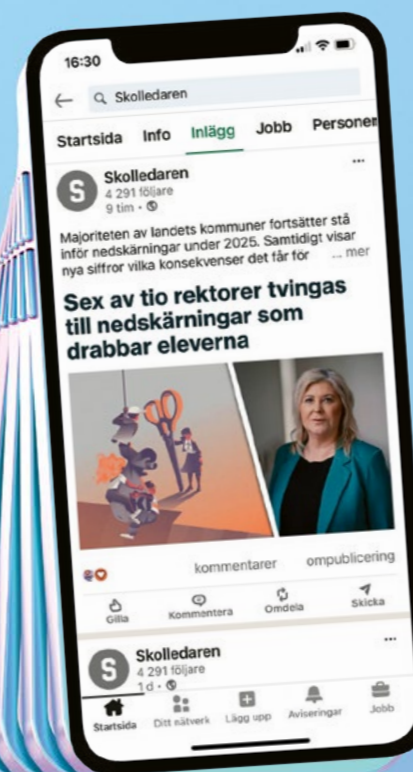 16:30
Skolledaren
Startsida Info Inlägg Jobb Personer
S
Skolledaren
4 291 följare
9 tim •
Majoriteten av landets kommuner fortsätter stå
inför nedskärningar under 2025. Samtidigt visar
nya siffror vilka konsekvenser det får för ... mer
Sex av tio rektorer tvingas
till nedskärningar som
drabbar eleverna
kommentarer ompublicering
Gilla Kommentera Omdela Skicka
S
Skolledaren
4 291 följare
1 d •
Startsida Ditt nätverk Lägg upp Aviseringar Jobb